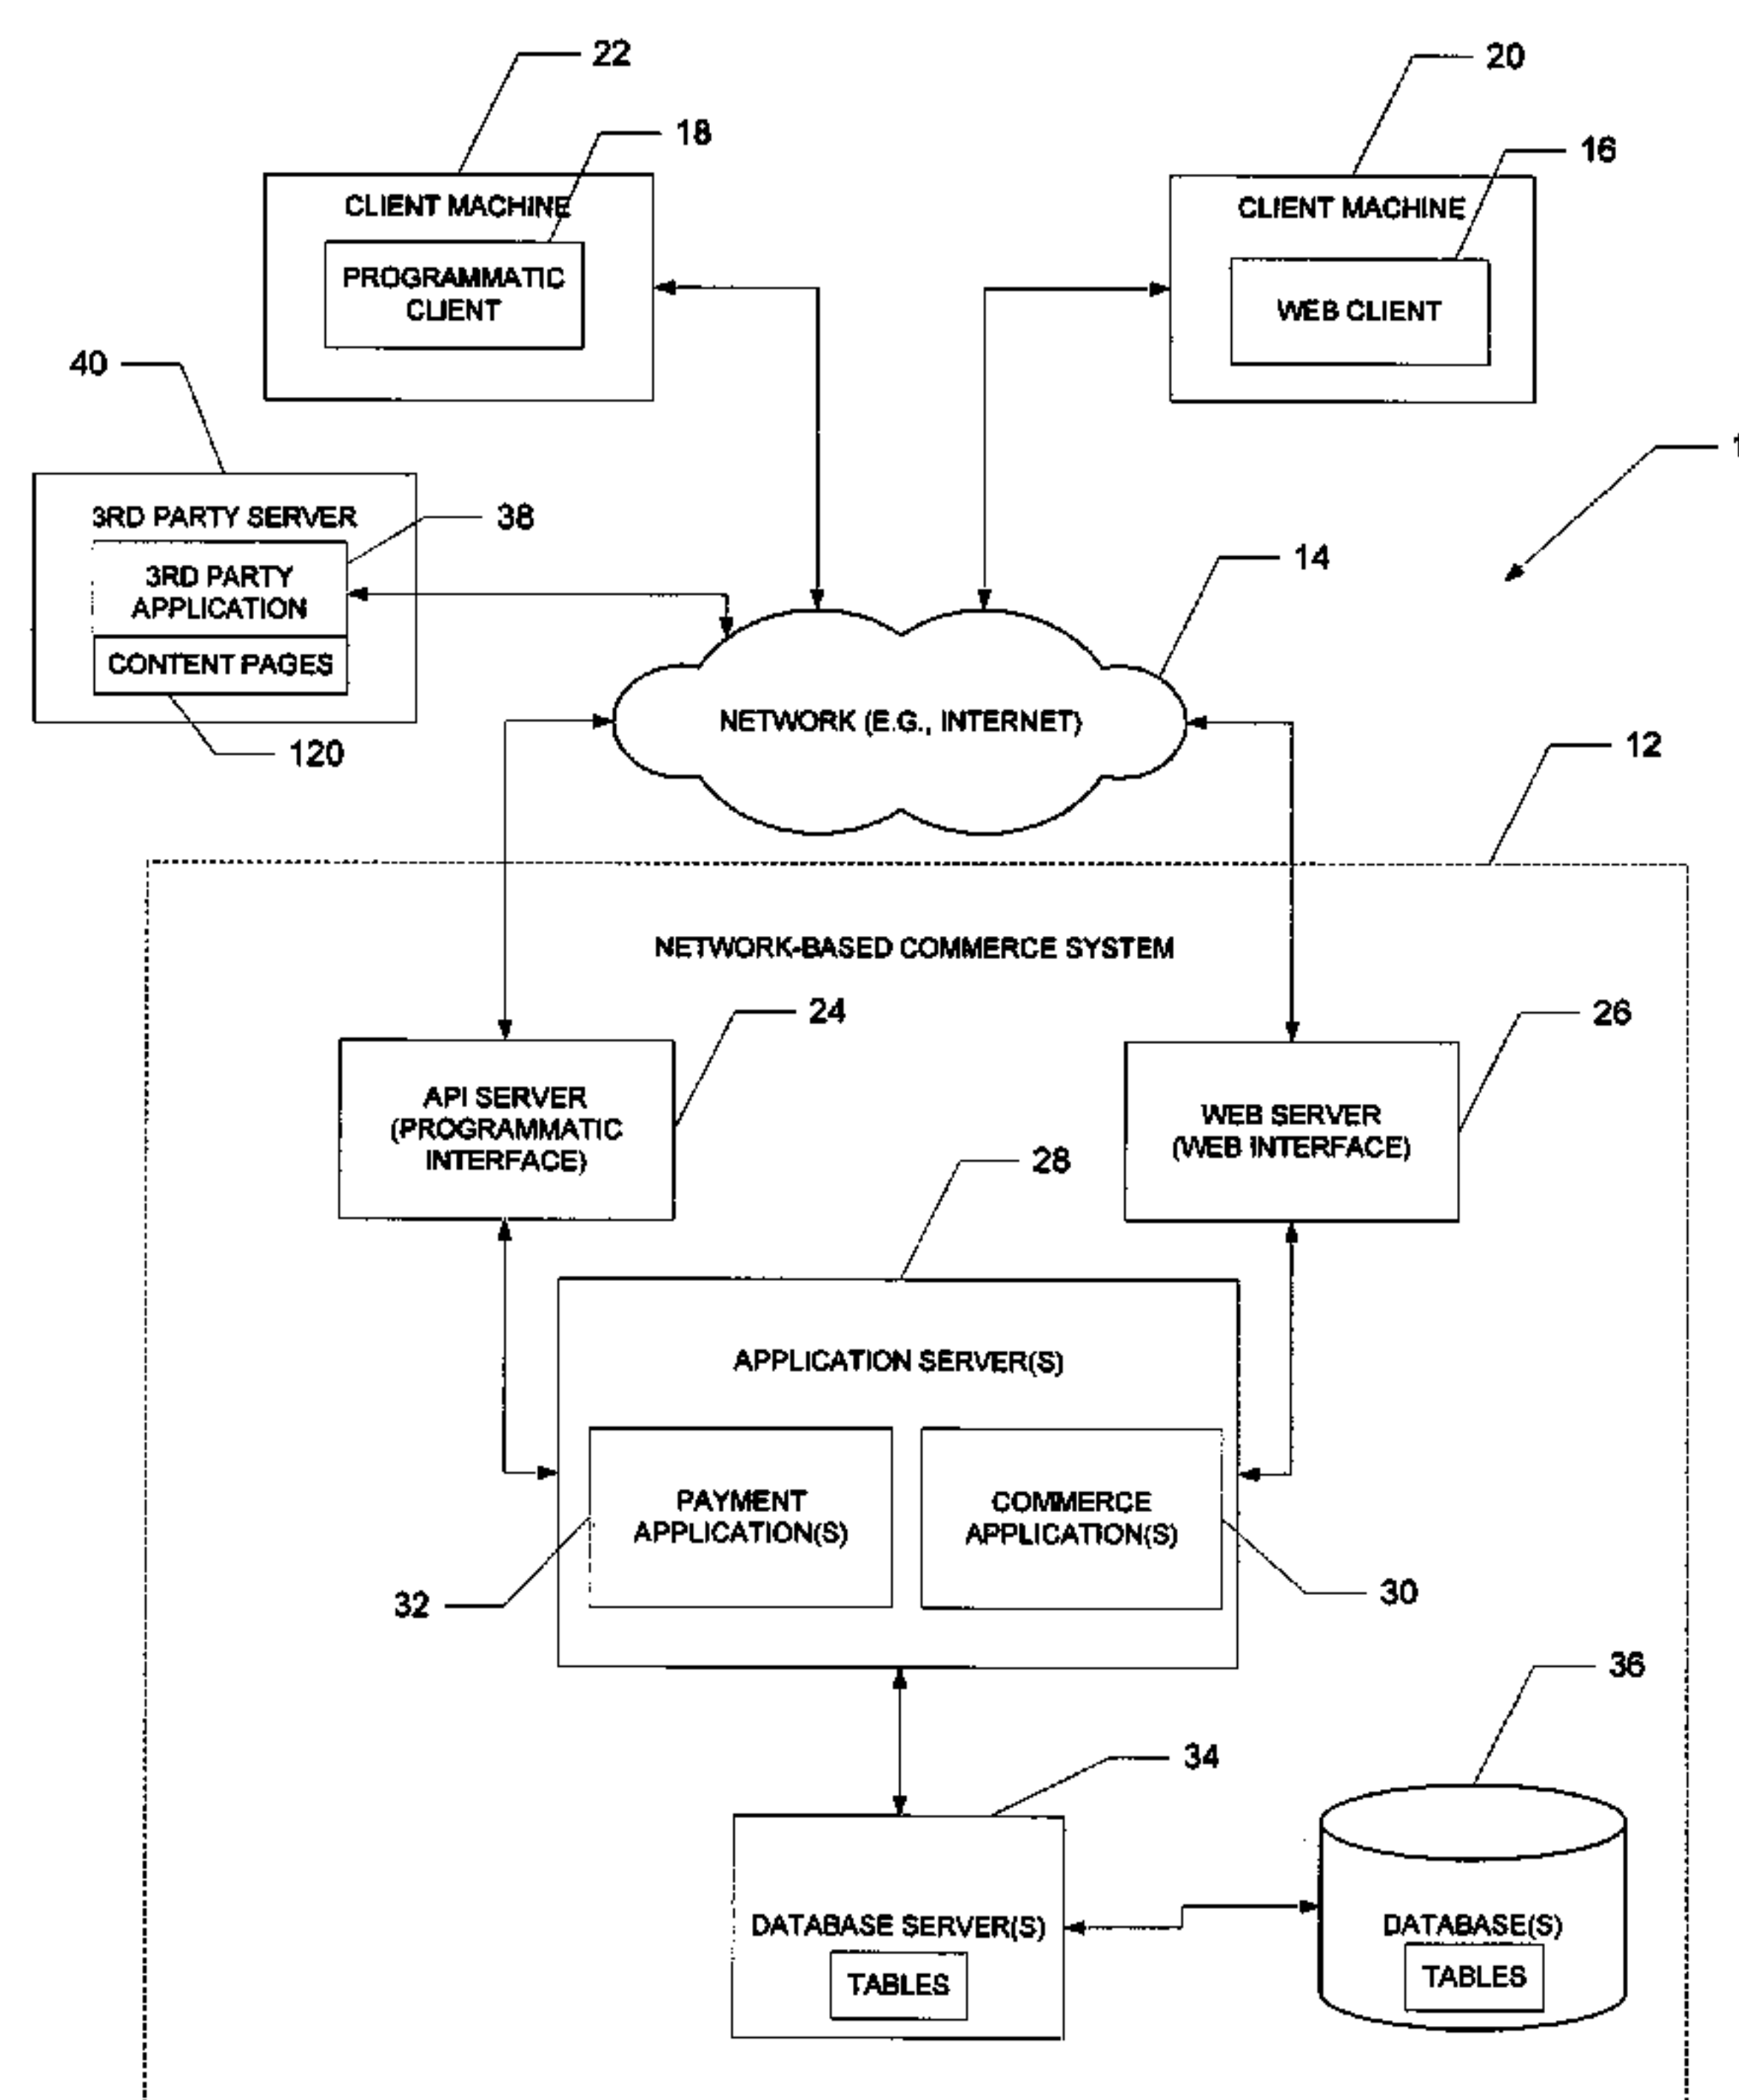 22
20
18
16
CLIENT MACHINE
PROGRAMMATIC
CLIENT
CLIENT MACHINE
WEB CLIENT
40
3RD PARTY SERVER
38
3RD PARTY
APPLICATION
CONTENT PAGES
120
14
NETWORK (E.G., INTERNET)
12
NETWORK-BASED COMMERCE SYSTEM
24
26
API SERVER
(PROGRAMMATIC
INTERFACE)
WEB SERVER
(WEB INTERFACE)
28
APPLICATION SERVER(S)
PAYMENT
APPLICATION(S)
COMMERCE
APPLICATION(S)
32
30
36
34
DATABASE SERVER(S)
TABLES
DATABASE(S)
TABLES